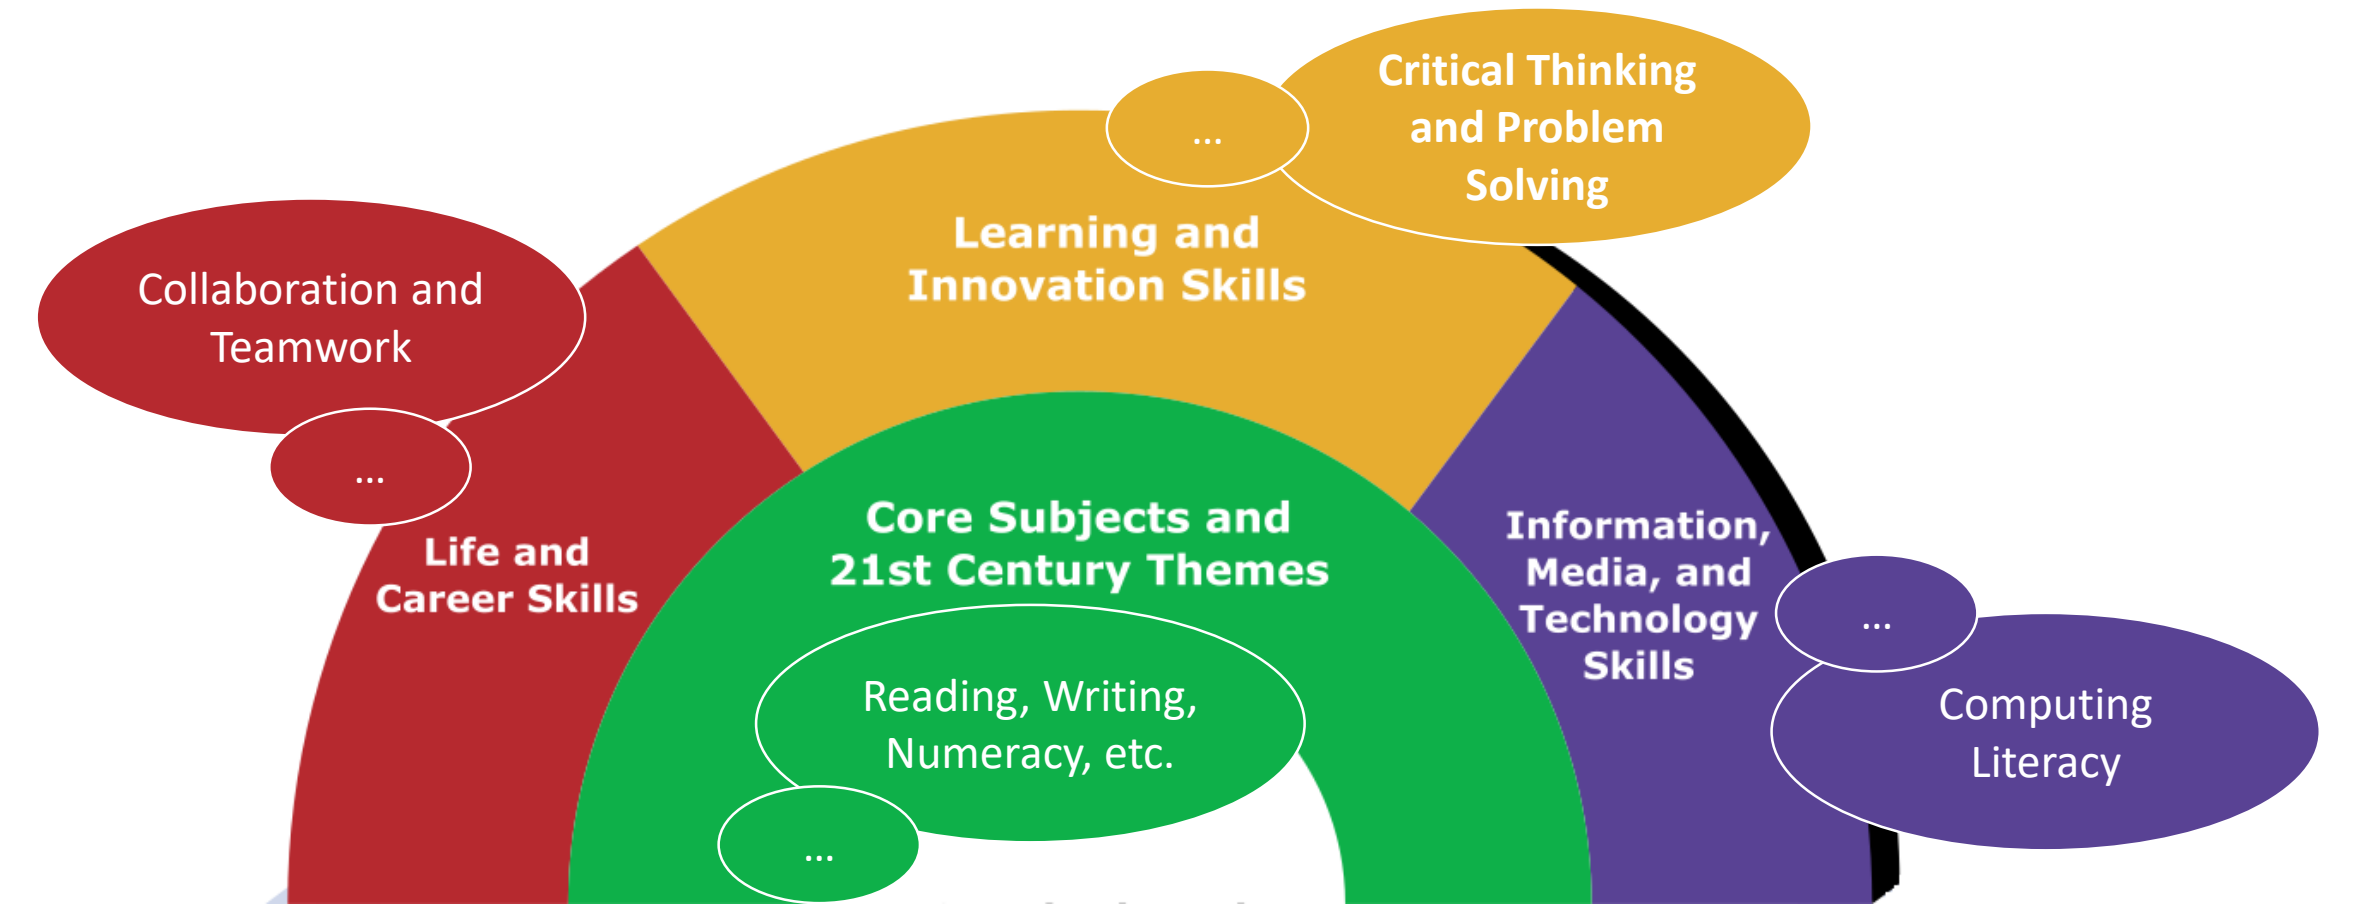 Critical Thinking
and Problem
Solving
...
Learning and
Innovation Skills
Collaboration and
Teamwork
...
Life and
Career Skills
Core Subjects and
21st Century Themes
Reading, Writing,
Numeracy, etc.
...
Information,
Media, and
Technology
Skills
...
Computing
Literacy